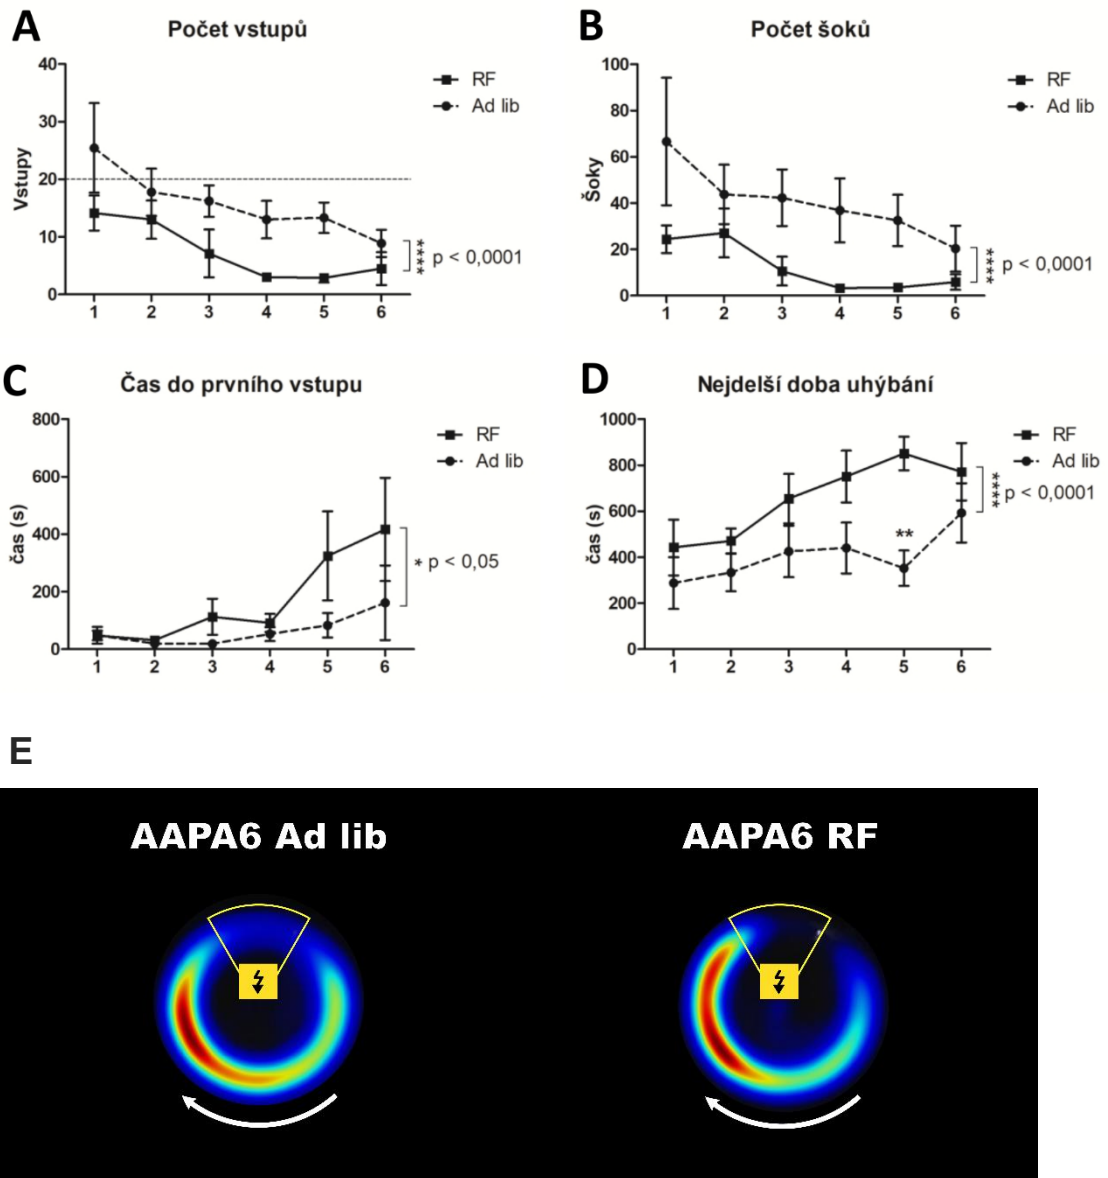 A
Počet vstupů
Vstupy
40
30
20
10
0
1 2 3 4 5 6
RF
Ad lib
****
p < 0,0001
B
Počet šoků
Šoky
100
80
60
40
20
0
1 2 3 4 5 6
RF
Ad lib
****
p < 0,0001
C
Čas do prvního vstupu
čas (s)
800
600
400
200
0
1 2 3 4 5 6
RF
Ad lib
* p < 0,05
D
Nejdelší doba uhýbání
čas (s)
1000
800
600
400
200
0
1 2 3 4 5 6
RF
Ad lib
**
****
p < 0,0001
E
AAPA6 Ad lib
AAPA6 RF